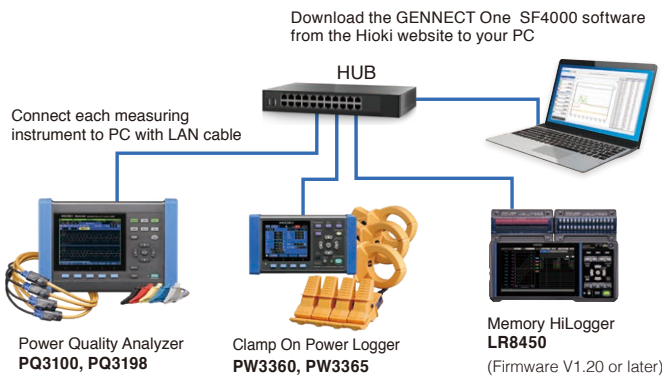 Download the GENNECT One SF4000 software
from the Hioki website to your PC
HUB
Connect each measuring
instrument to PC with LAN cable
Power Quality Analyzer
PQ3100, PQ3198
Clamp On Power Logger
PW3360, PW3365
Memory HiLogger
LR8450
(Firmware V1.20 or later)